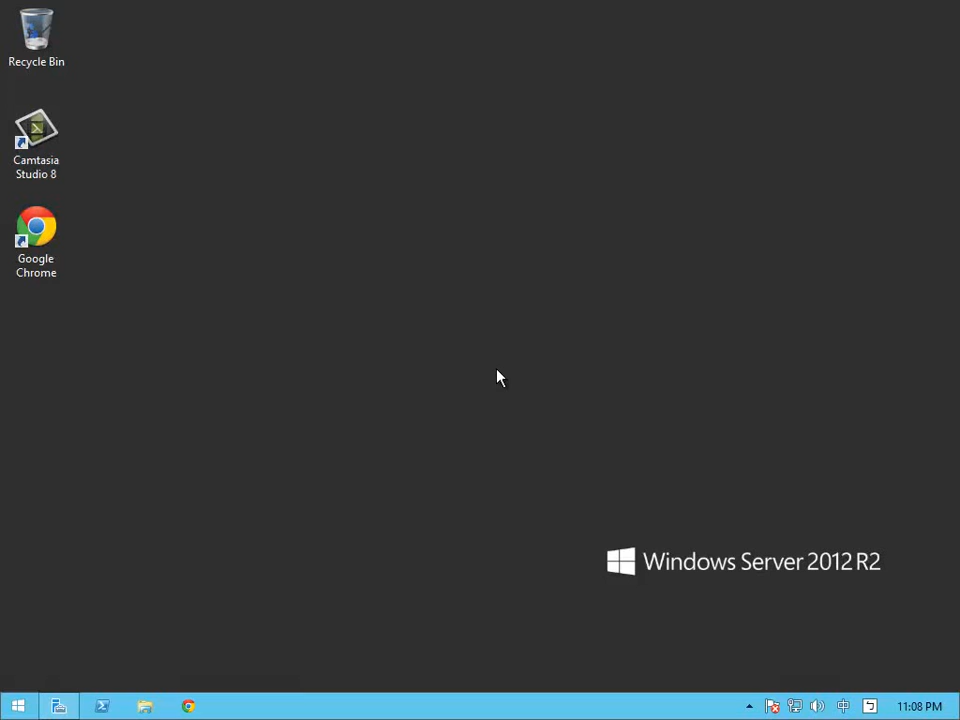 Recycle Bin
Camtasia
Studio 8
Google
Chrome
Windows Server 2012 R2
中
11:08 PM